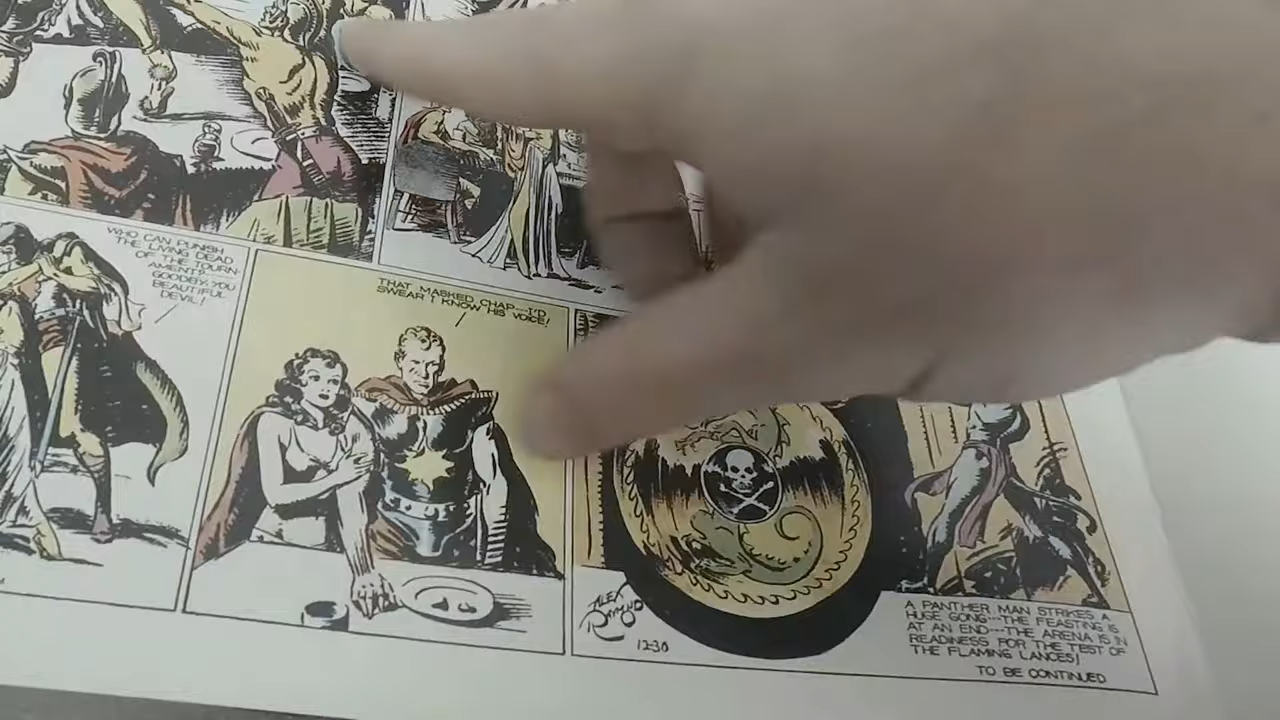 WHO CAN PUNISH
THE LIVING DEAD
OF THE TOURN-
AMENT?---
GOODBY, YOU
BEAUTIFUL
DEVIL!
THAT MASKED CHAP---I'D
SWEAR I KNOW HIS VOICE!
ALEX
RAYMOND
12-30
A PANTHER MAN STRIKES A
HUGE GONG---THE FEASTING IS
AT AN END---THE ARENA IS IN
READINESS FOR THE TEST OF
THE FLAMING LANCES!
TO BE CONTINUED